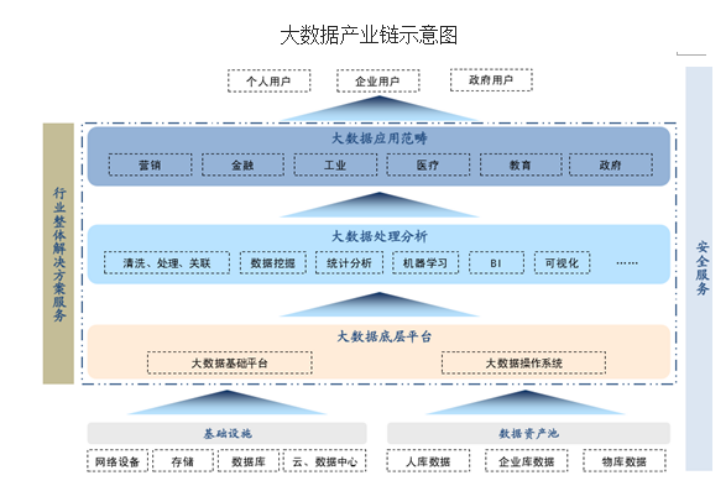 大数据产业链示意图
个人用户 企业用户 政府用户
大数据应用范畴
营销 金融 工业 医疗 教育 政府
大数据处理分析
清洗、处理、关联 数据挖掘 统计分析 机器学习 BI 可视化 ……
大数据底层平台
大数据基础平台 大数据操作系统
行业整体解决方案服务
安全服务
基础设施 数据资产池
网络设备 存储 数据库 云、数据中心 人库数据 企业库数据 物库数据